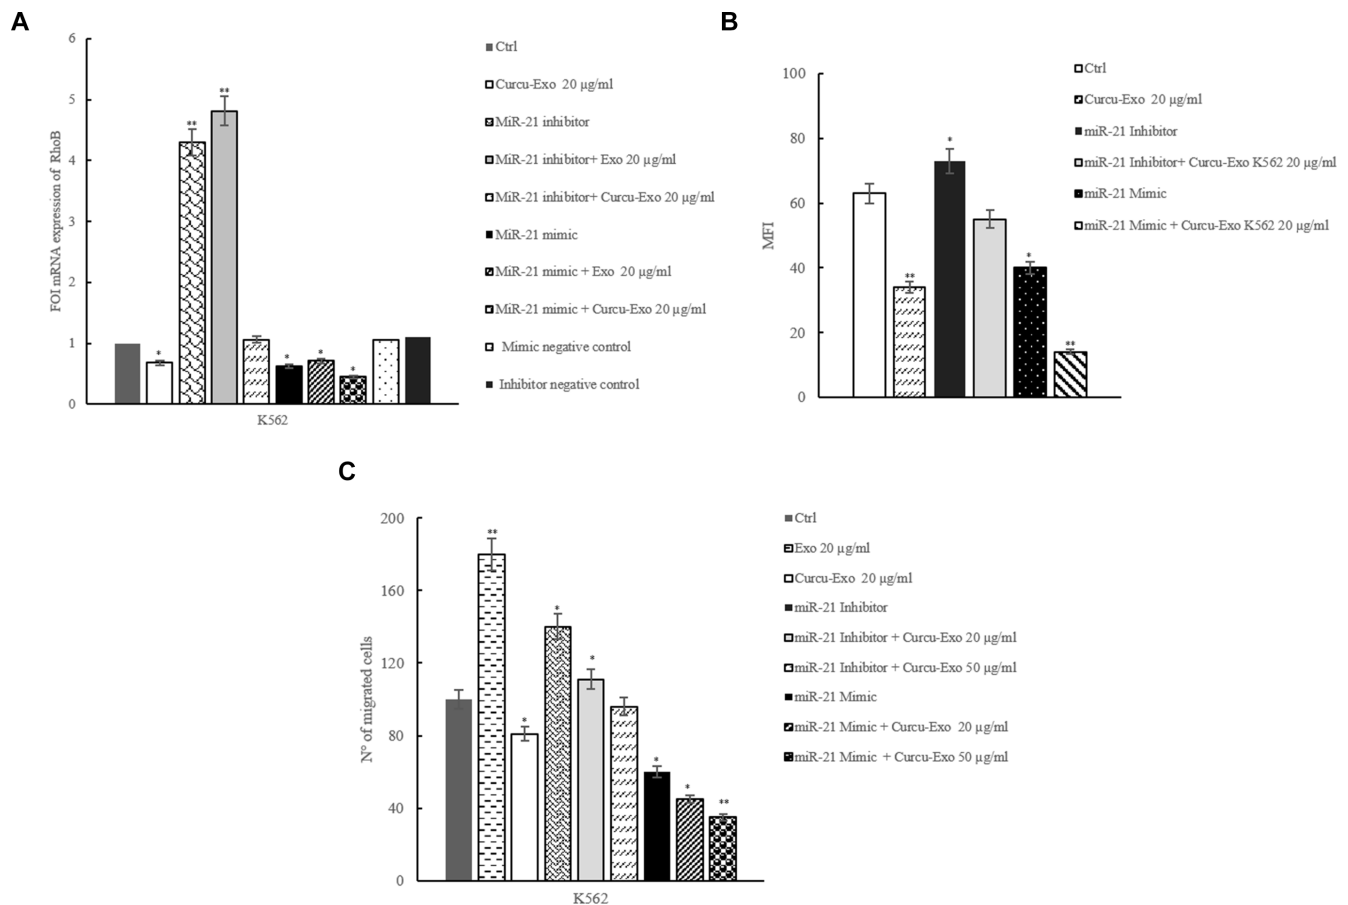 A
FOI mRNA expression of RhoB
6
5
4
3
2
1
0
*
**
**
*
*
*
K562
Ctrl
Curcu-Exo 20 µg/ml
MiR-21 inhibitor
MiR-21 inhibitor+ Exo 20 µg/ml
MiR-21 inhibitor+ Curcu-Exo 20 µg/ml
MiR-21 mimic
MiR-21 mimic + Exo 20 µg/ml
MiR-21 mimic + Curcu-Exo 20 µg/ml
Mimic negative control
Inhibitor negative control
B
MFI
100
80
60
40
20
0
**
*
*
**
Ctrl
Curcu-Exo 20 µg/ml
miR-21 Inhibitor
miR-21 Inhibitor+ Curcu-Exo K562 20 µg/ml
miR-21 Mimic
miR-21 Mimic + Curcu-Exo K562 20 µg/ml
C
N° of migrated cells
200
160
120
80
40
0
**
*
*
*
*
*
**
K562
Ctrl
Exo 20 µg/ml
Curcu-Exo 20 µg/ml
miR-21 Inhibitor
miR-21 Inhibitor + Curcu-Exo 20 µg/ml
miR-21 Inhibitor + Curcu-Exo 50 µg/ml
miR-21 Mimic
miR-21 Mimic + Curcu-Exo 20 µg/ml
miR-21 Mimic + Curcu-Exo 50 µg/ml